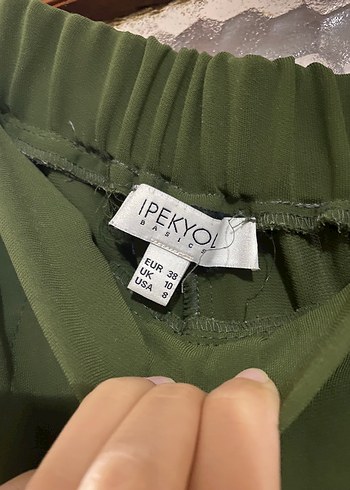 IPEKYOL
BASICS
EUR 38
UK 10
USA 8